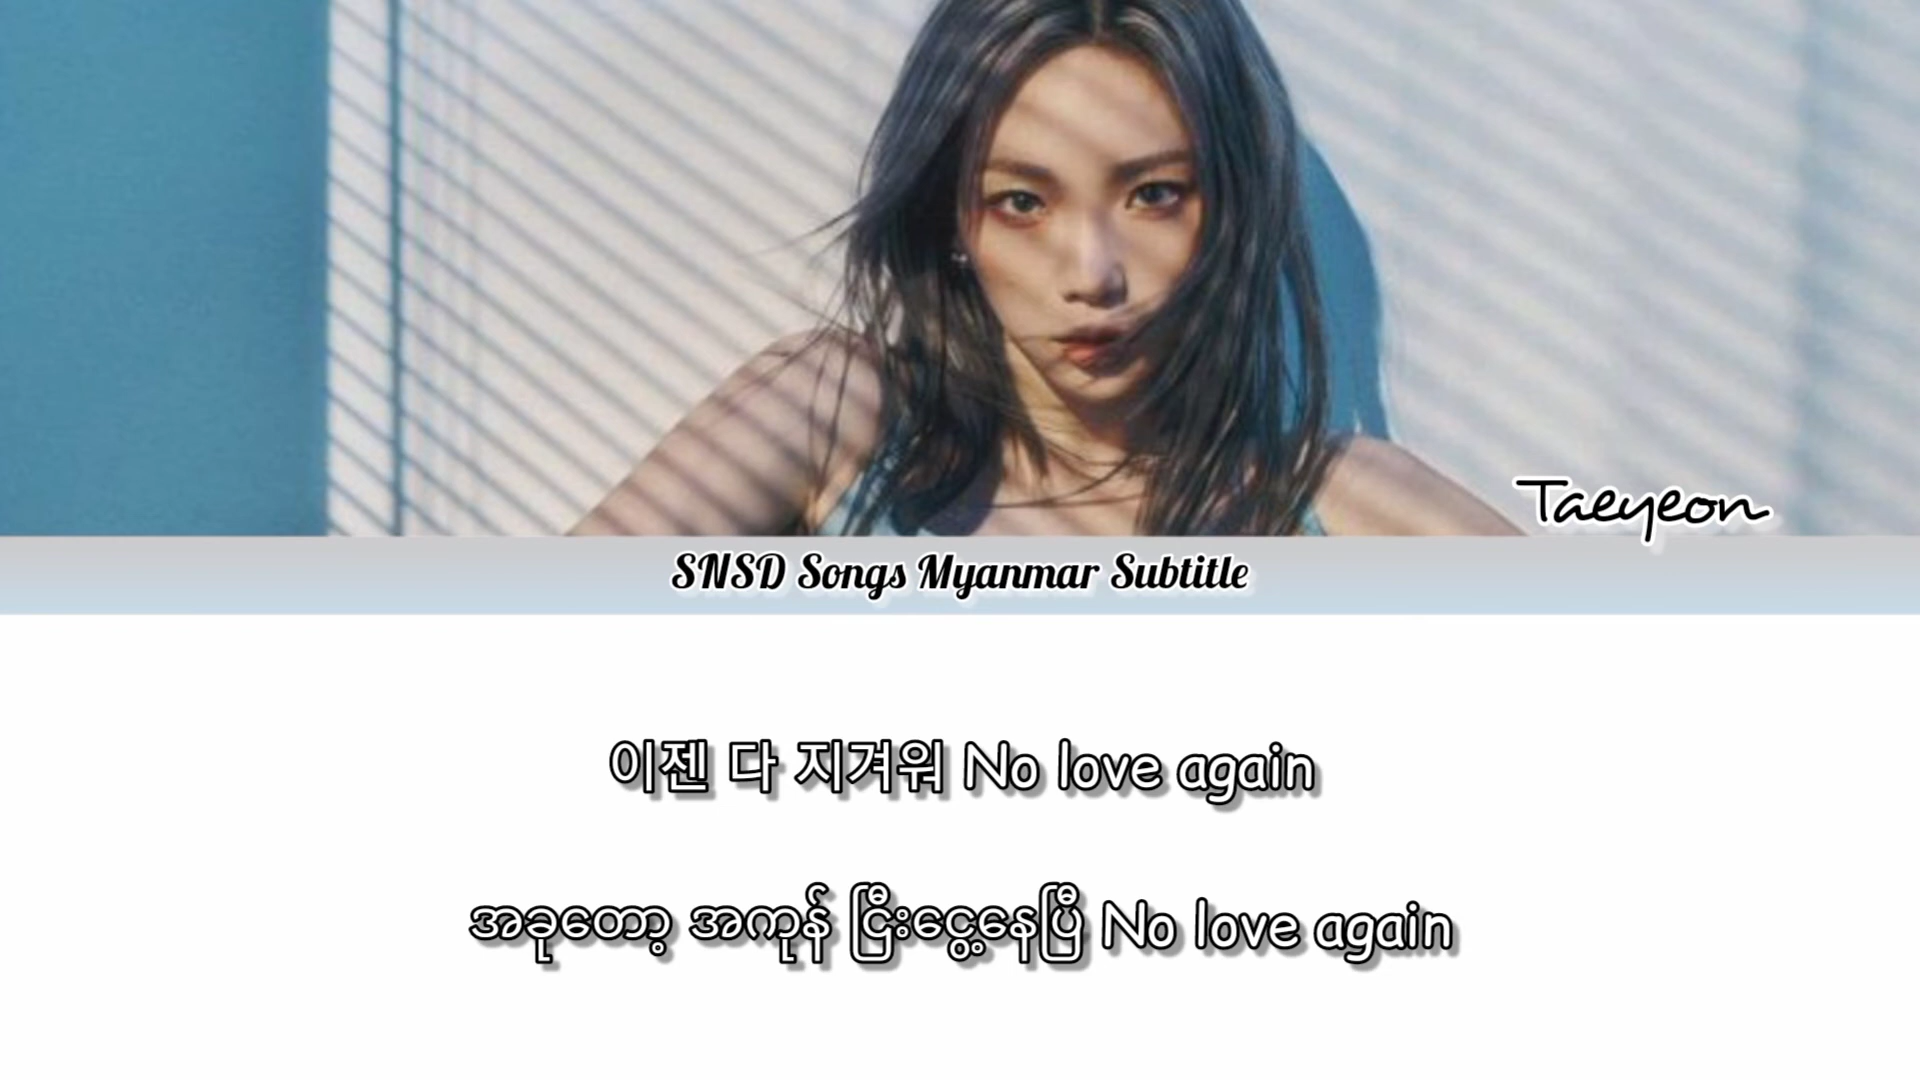 Taeyeon
SNSD Songs Myanmar Subtitle
이젠 다 지겨워 No love again
အခုတော့ အကုန် ငြီးငွေ့နေပြီ No love again